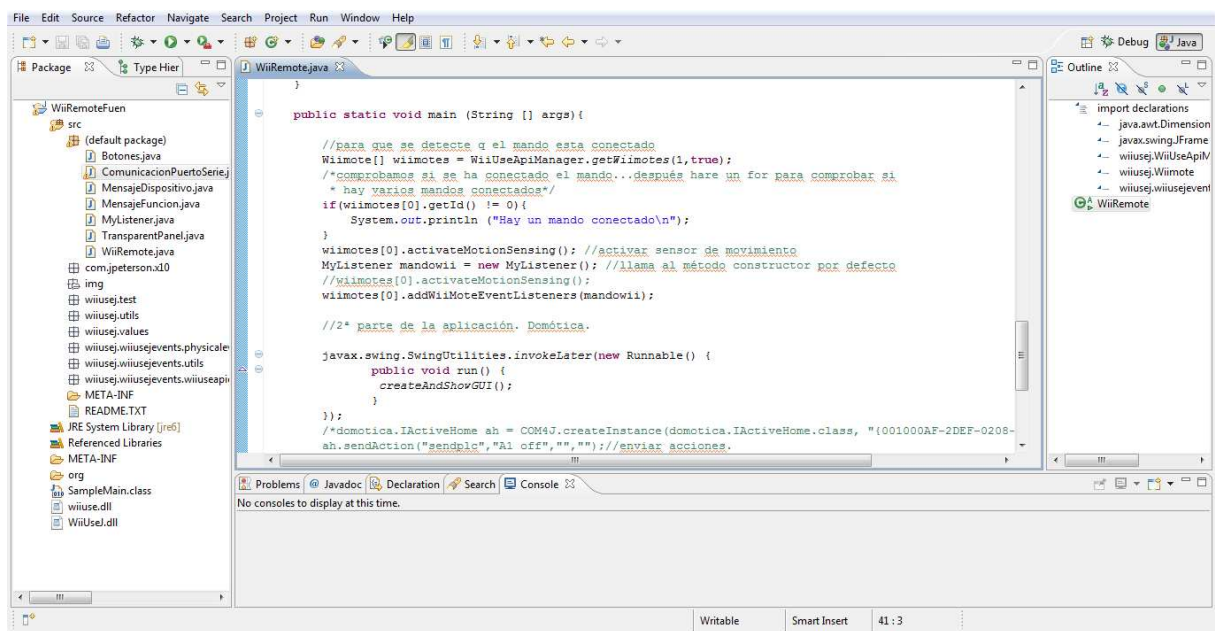 File Edit Source Refactor Navigate Search Project Run Window Help
Debug Java
Package Type Hier
WiiRemoteFuen
src
(default package)
Botones.java
ComunicacionPuertoSerie.j
MensajeDispositivo.java
MensajeFuncion.java
MyListener.java
TransparentPanel.java
WiiRemote.java
com.jpeterson.x10
img
wiiusej.test
wiiusej.utils
wiiusej.values
wiiusej.wiiusejevents.physicale
wiiusej.wiiusejevents.utils
wiiusej.wiiusejevents.wiiuseapi
META-INF
README.TXT
JRE System Library [jre6]
Referenced Libraries
META-INF
org
SampleMain.class
wiiuse.dll
WiiUseJ.dll
WiiRemote.java
}
public static void main (String [] args){
//para que se detecte q el mando esta conectado
Wiimote[] wiimotes = WiiUseApiManager.getWiimotes(1,true);
/*comprobamos si se ha conectado el mando...después hare un for para comprobar si
* hay varios mandos conectados*/
if(wiimotes[0].getId() != 0){
System.out.println ("Hay un mando conectado\n");
}
wiimotes[0].activateMotionSensing(); //activar sensor de movimiento
MyListener mandowii = new MyListener(); //llama al método constructor por defecto
//wiimotes[0].activateMotionSensing();
wiimotes[0].addWiiMoteEventListeners(mandowii);
//2ª parte de la aplicación. Domótica.
javax.swing.SwingUtilities.invokeLater(new Runnable() {
public void run() {
createAndShowGUI();
}
});
/*domotica.IActiveHome ah = COM4J.createInstance(domotica.IActiveHome.class, "{001000AF-2DEF-0208-
ah.sendAction("sendplc","A1 off","","");//enviar acciones.
Outline
import declarations
java.awt.Dimension
javax.swing.JFrame
wiiusej.WiiUseApiM
wiiusej.Wiimote
wiiusej.wiiusejevent
WiiRemote
Problems @ Javadoc Declaration Search Console
No consoles to display at this time.
Writable Smart Insert 41 : 3